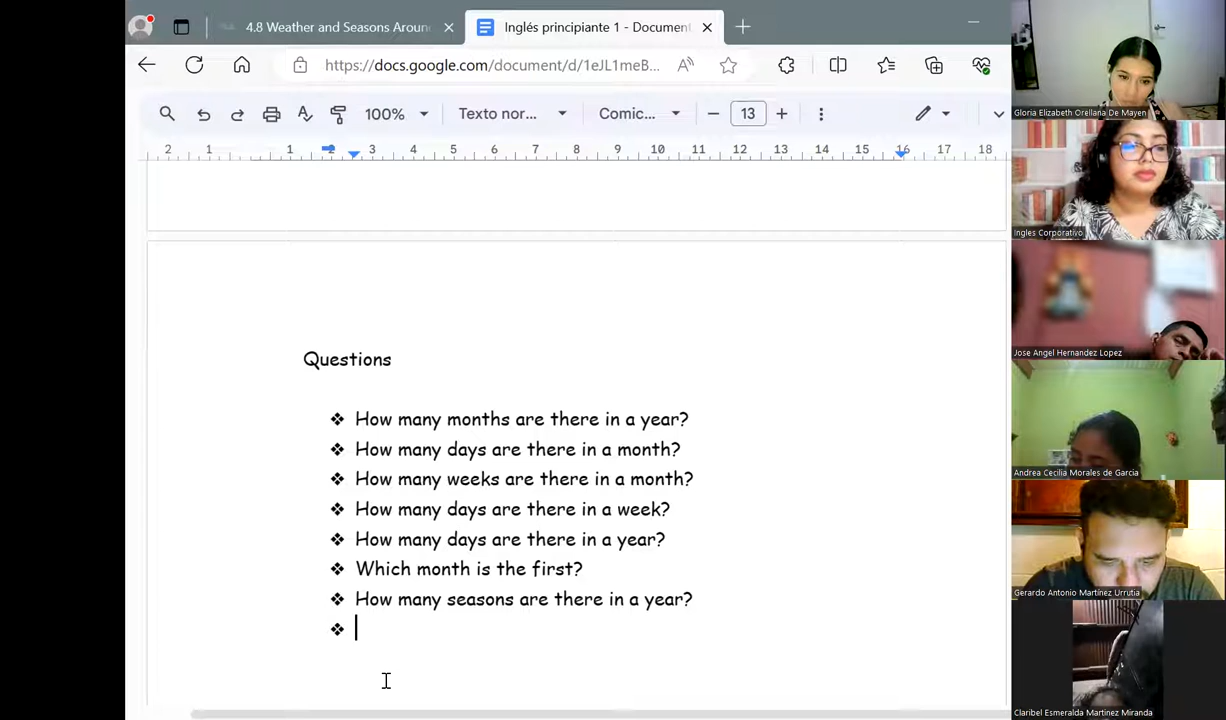 4.8 Weather and Seasons Aroun
Inglés principiante 1 - Document
https://docs.google.com/document/d/1eJL1meB...
100%
Texto nor...
Comic...
13
2 1 1 2 3 4 5 6 7 8 9 10 11 12 13 14 15 16 17 18
Questions
❖ How many months are there in a year?
❖ How many days are there in a month?
❖ How many weeks are there in a month?
❖ How many days are there in a week?
❖ How many days are there in a year?
❖ Which month is the first?
❖ How many seasons are there in a year?
❖
Gloria Elizabeth Orellana De Mayen
Ingles Corporativo.
Jose Angel Hernandez Lopez
Andrea Cecilia Morales de Garcia
Gerardo Antonio Martínez Urrutia
Claribel Esmeralda Martinez Miranda